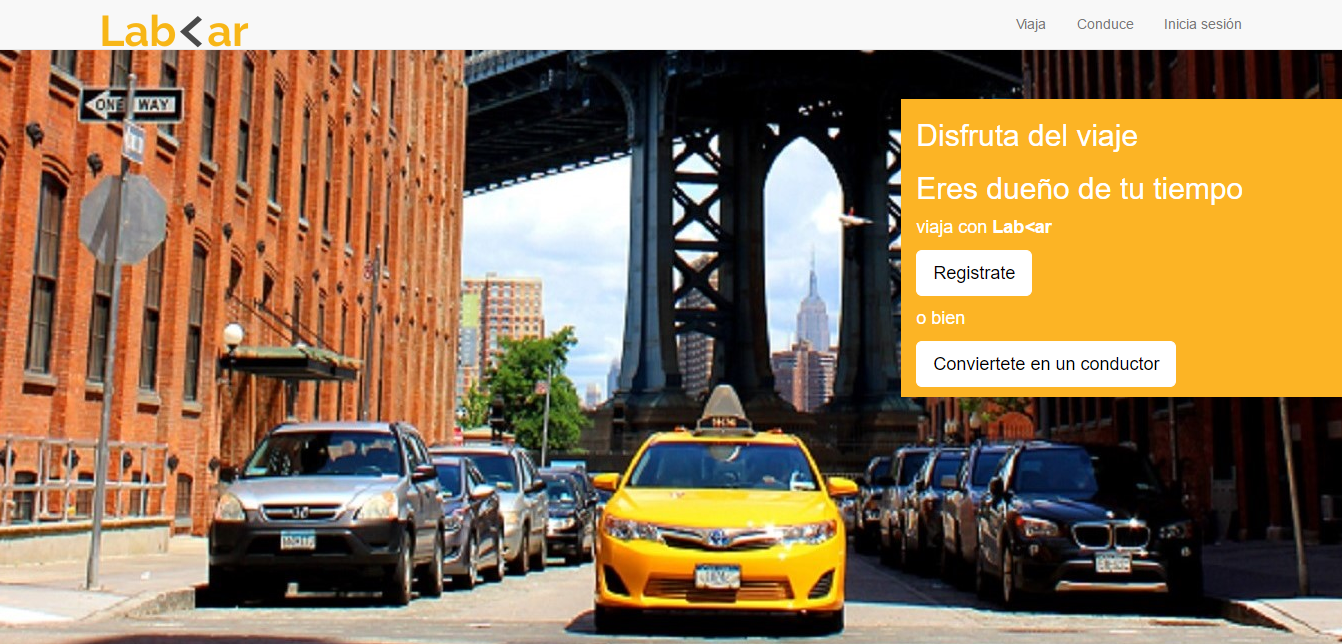 Lab<ar
Viaja
Conduce
Inicia sesión
ONE WAY
Disfruta del viaje
Eres dueño de tu tiempo
viaja con Lab<ar
Registrate
o bien
Conviertete en un conductor